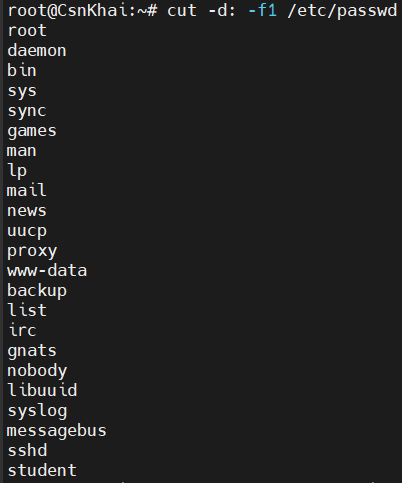 root@CsnKhai:~# cut -d: -f1 /etc/passwd
root
daemon
bin
sys
sync
games
man
lp
mail
news
uucp
proxy
www-data
backup
list
irc
gnats
nobody
libuuid
syslog
messagebus
sshd
student